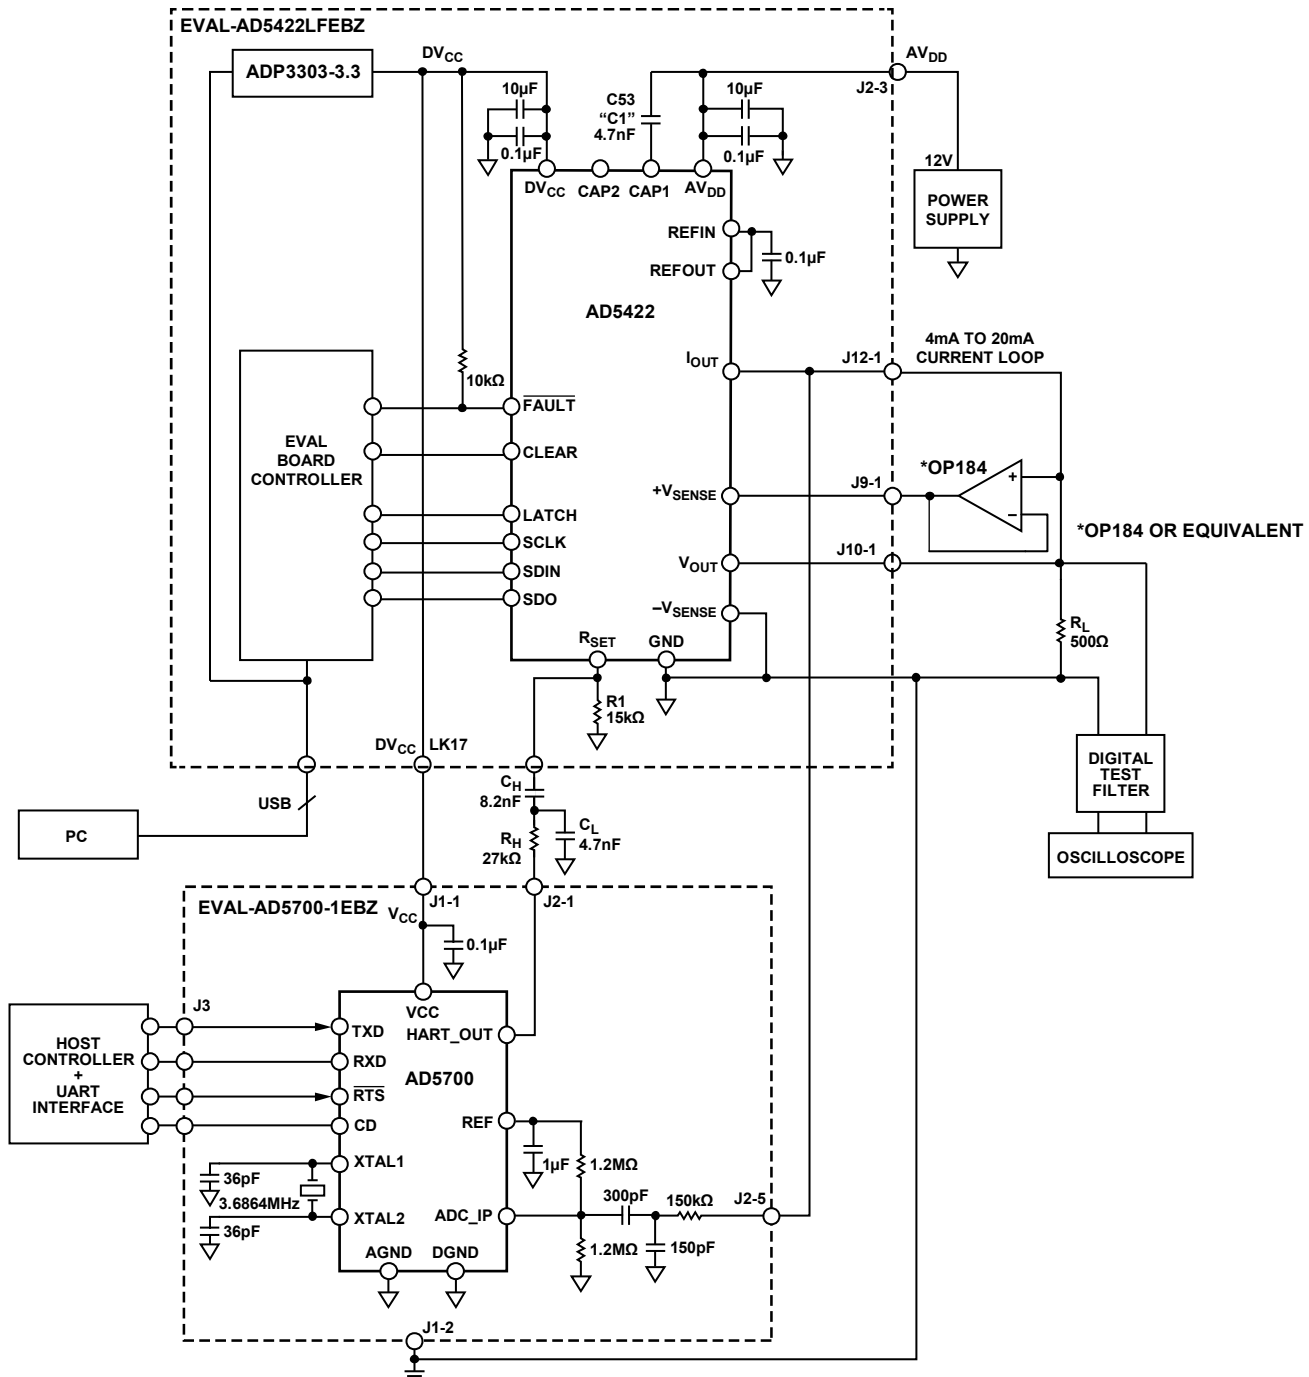 EVAL-AD5422LFEBZ
ADP3303-3.3
DVCC
AVDD
J2-3
10µF
0.1µF
C53
“C1”
4.7nF
10µF
0.1µF
12V
POWER
SUPPLY
DVCC
CAP2
CAP1
AVDD
REFIN
REFOUT
0.1µF
AD5422
IOUT
J12-1
4mA TO 20mA
CURRENT LOOP
10kΩ
FAULT
EVAL
BOARD
CONTROLLER
CLEAR
*OP184
+
−
+VSENSE
J9-1
LATCH
*OP184 OR EQUIVALENT
SCLK
VOUT
J10-1
SDIN
SDO
–VSENSE
RL
500Ω
RSET
GND
R1
15kΩ
DVCC
LK17
DIGITAL
TEST
FILTER
CH
8.2nF
USB
CL
4.7nF
RH
27kΩ
PC
OSCILLOSCOPE
EVAL-AD5700-1EBZ
J1-1
J2-1
VCC
0.1µF
J3
VCC
HOST
CONTROLLER
+
UART
INTERFACE
TXD
HART_OUT
RXD
AD5700
RTS
REF
CD
1µF
1.2MΩ
XTAL1
36pF
3.6864MHz
300pF
150kΩ
J2-5
XTAL2
ADC_IP
36pF
1.2MΩ
150pF
AGND
DGND
J1-2